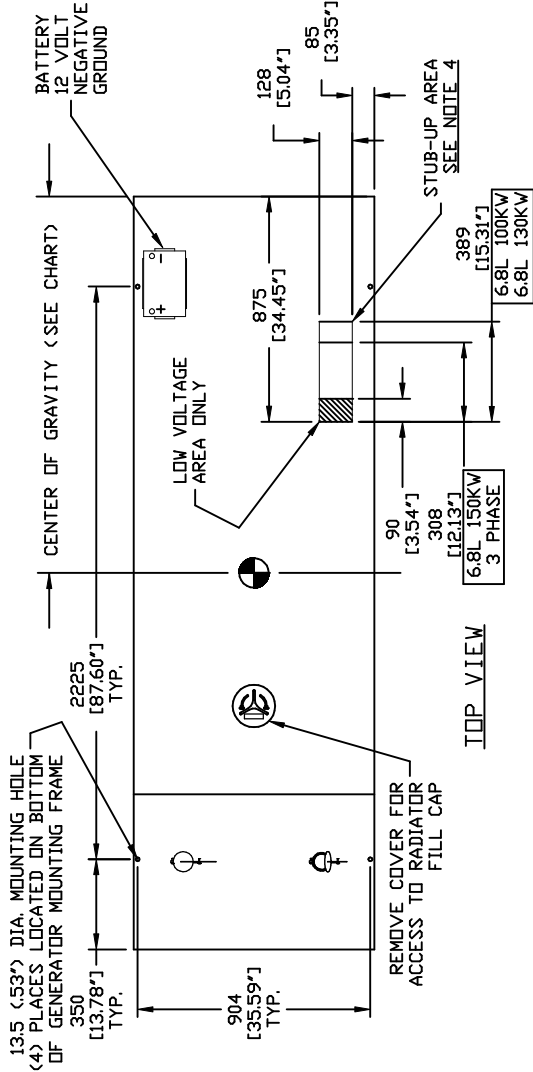 13.5 (.53") DIA. MOUNTING HOLE
(4) PLACES LOCATED ON BOTTOM
OF GENERATOR MOUNTING FRAME
350
[13.78"]
TYP.
2225
[87.60"]
TYP.
CENTER OF GRAVITY (SEE CHART)
BATTERY
12 VOLT
NEGATIVE
GROUND
+
-
904
[35.59"]
TYP.
LOW VOLTAGE
AREA ONLY
875
[34.45"]
128
[5.04"]
85
[3.35"]
REMOVE COVER FOR
ACCESS TO RADIATOR
FILL CAP
90
[3.54"]
308
[12.13"]
6.8L 150KW
3 PHASE
STUB-UP AREA
SEE NOTE 4
389
[15.31"]
6.8L 100KW
6.8L 130KW
TOP VIEW